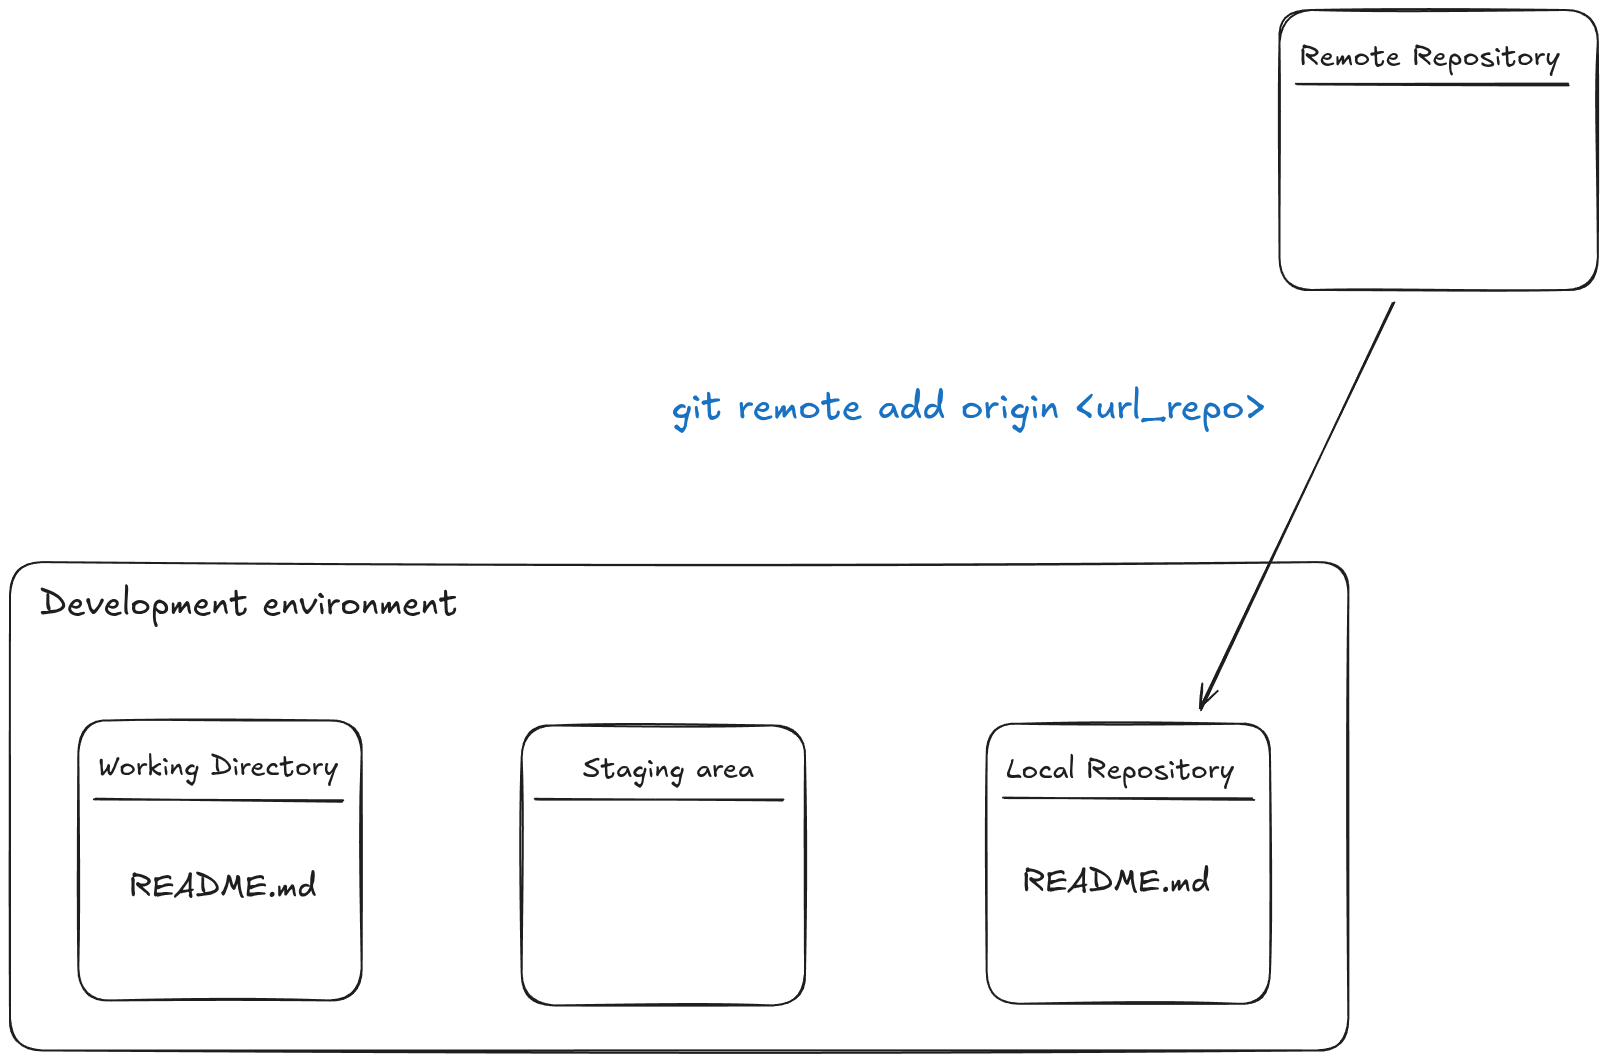 Remote Repository
git remote add origin <url_repo>
Development environment
Working Directory
README.md
Staging area
Local Repository
README.md